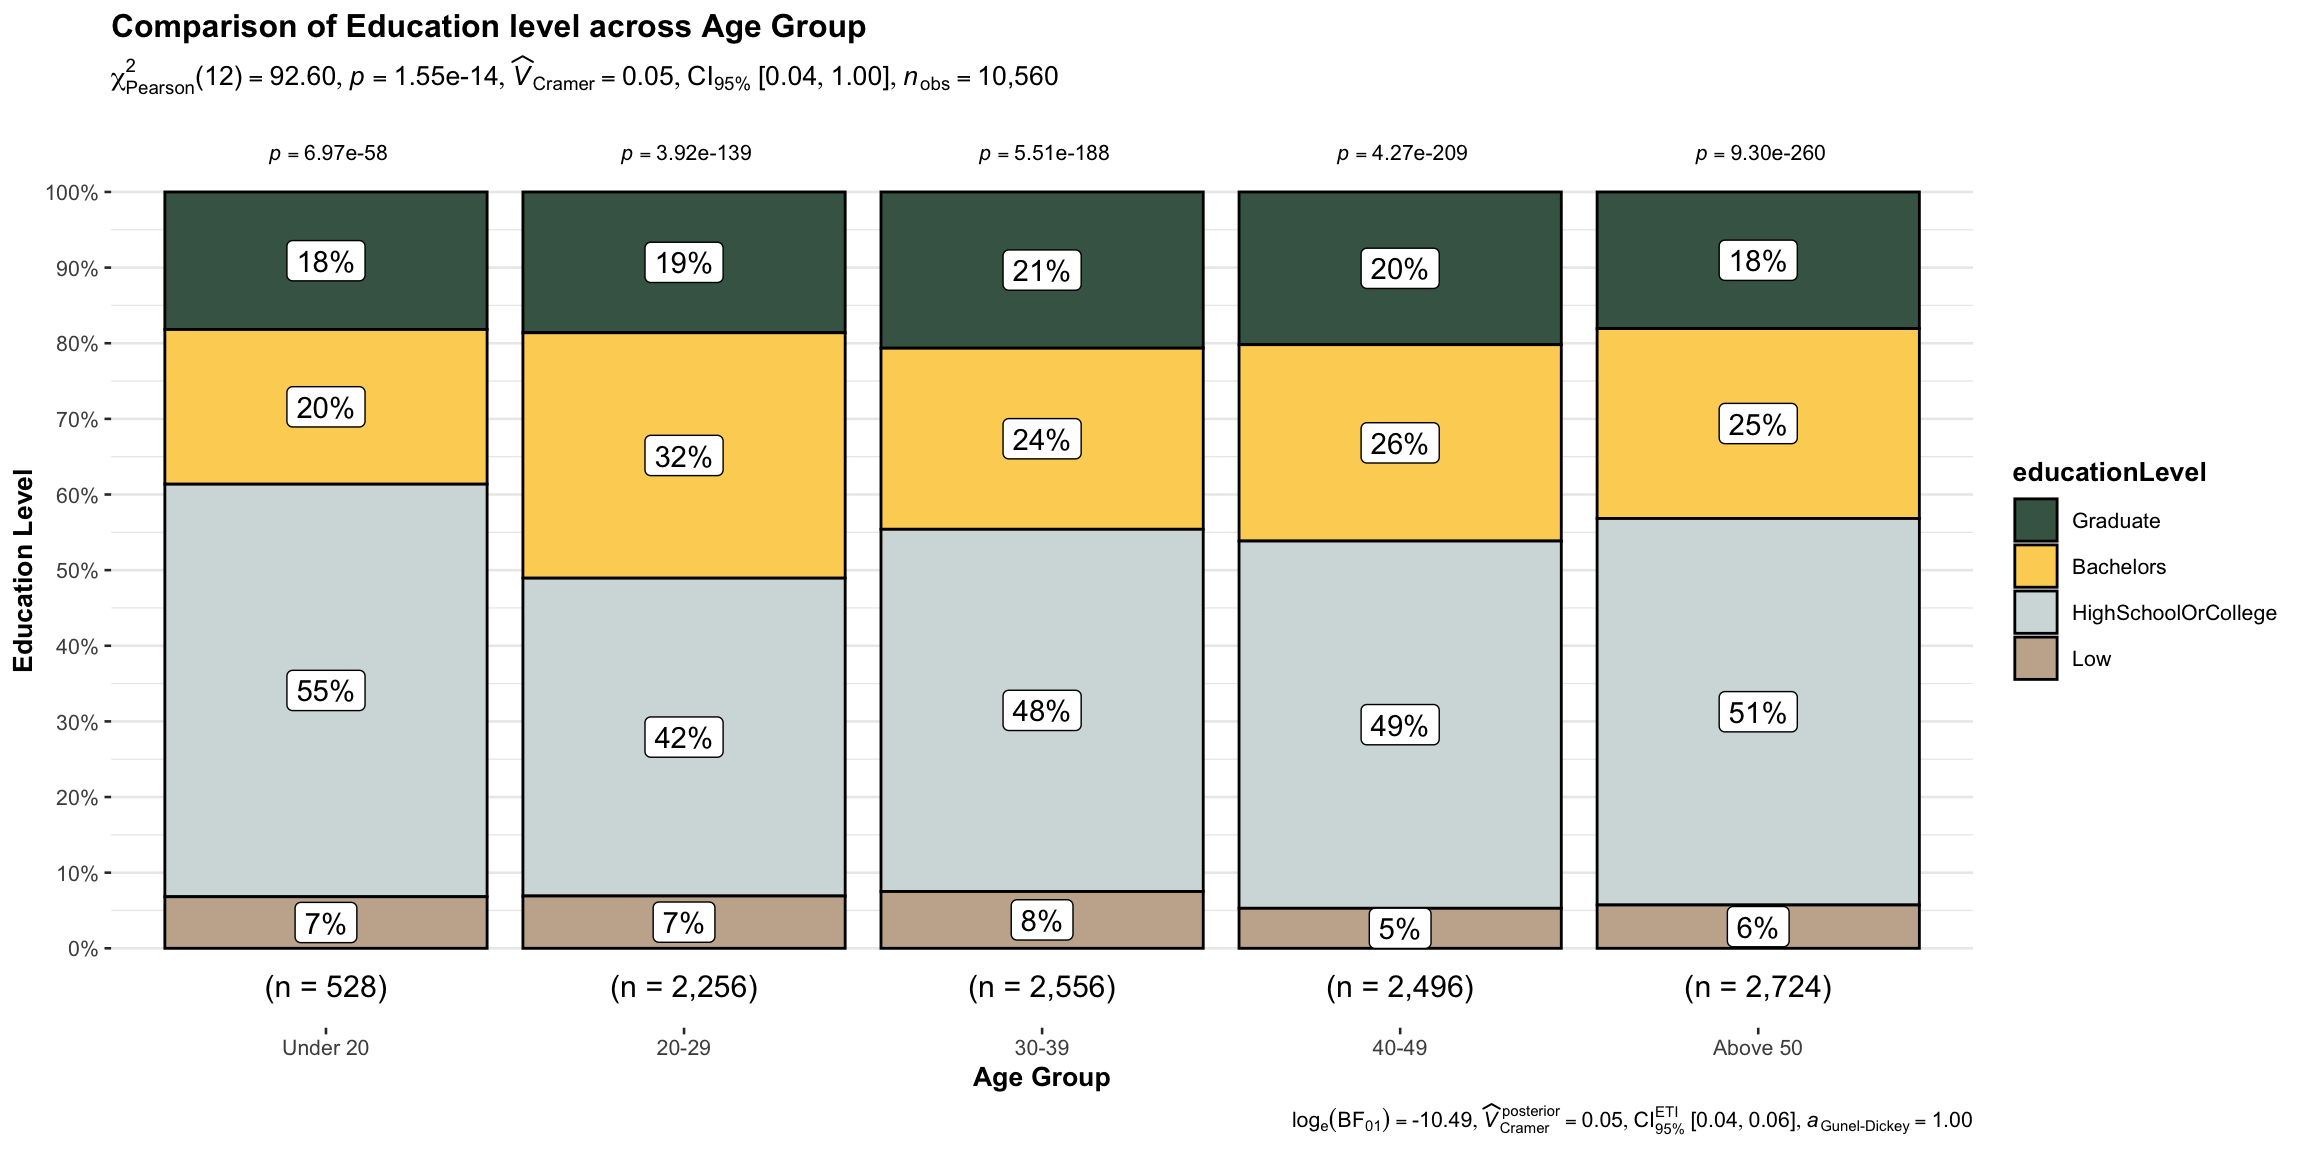 Comparison of Education level across Age Group
χ²Pearson(12) = 92.60, p = 1.55e-14, V̂Cramer = 0.05, CI95% [0.04, 1.00], nobs = 10,560
p = 6.97e-58 p = 3.92e-139 p = 5.51e-188 p = 4.27e-209 p = 9.30e-260
100%
90%
80%
70%
60%
50%
40%
30%
20%
10%
0%
Education Level
18% 19% 21% 20% 18%
20% 32% 24% 26% 25%
55% 42% 48% 49% 51%
7% 7% 8% 5% 6%
(n = 528) (n = 2,256) (n = 2,556) (n = 2,496) (n = 2,724)
Under 20 20-29 30-39 40-49 Above 50
Age Group
educationLevel
Graduate
Bachelors
HighSchoolOrCollege
Low
loge(BF01) = -10.49, V̂Cramer posterior = 0.05, CI95% ETI [0.04, 0.06], aGunel-Dickey = 1.00